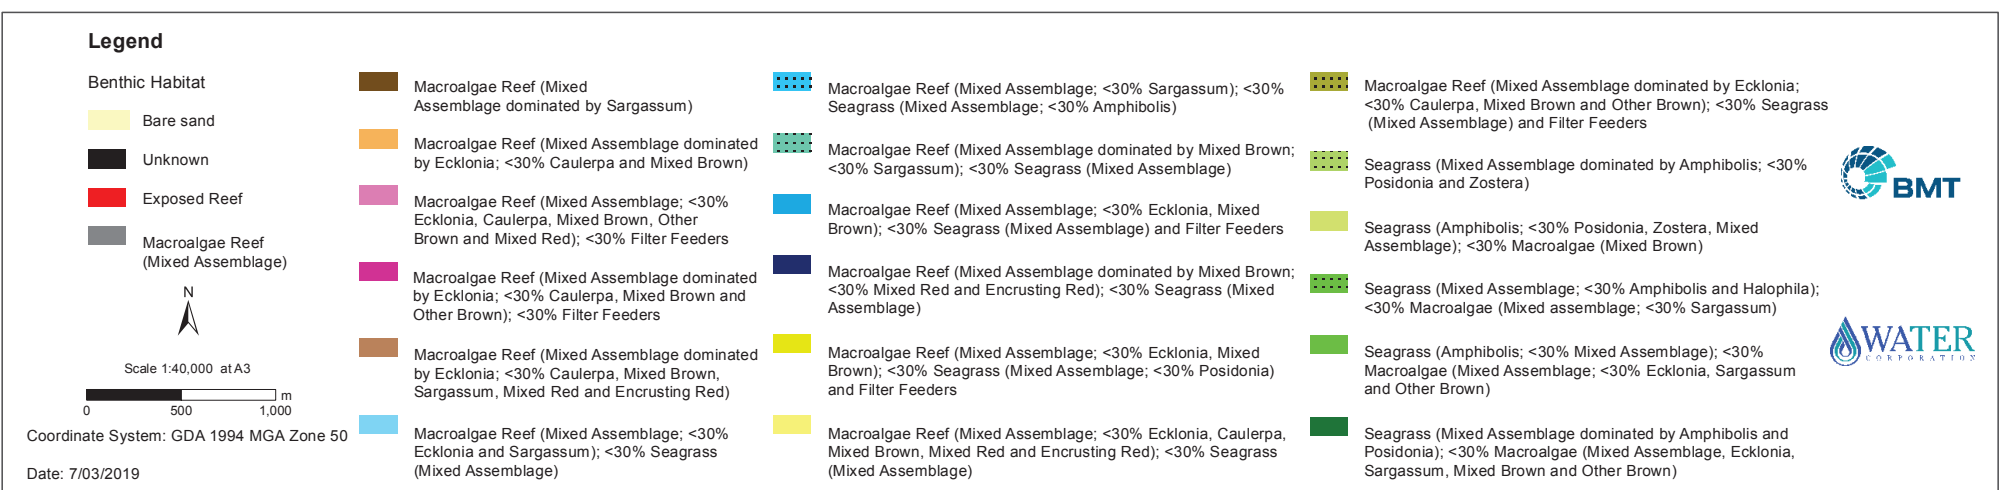 Legend
Benthic Habitat
Bare sand
Unknown
Exposed Reef
Macroalgae Reef
(Mixed Assemblage)
N
Scale 1:40,000 at A3
m
0 500 1,000
Coordinate System: GDA 1994 MGA Zone 50
Date: 7/03/2019
Macroalgae Reef (Mixed
Assemblage dominated by Sargassum)
Macroalgae Reef (Mixed Assemblage dominated
by Ecklonia; <30% Caulerpa and Mixed Brown)
Macroalgae Reef (Mixed Assemblage; <30%
Ecklonia, Caulerpa, Mixed Brown, Other
Brown and Mixed Red); <30% Filter Feeders
Macroalgae Reef (Mixed Assemblage dominated
by Ecklonia; <30% Caulerpa, Mixed Brown and
Other Brown); <30% Filter Feeders
Macroalgae Reef (Mixed Assemblage dominated
by Ecklonia; <30% Caulerpa, Mixed Brown,
Sargassum, Mixed Red and Encrusting Red)
Macroalgae Reef (Mixed Assemblage; <30%
Ecklonia and Sargassum); <30% Seagrass
(Mixed Assemblage)
Macroalgae Reef (Mixed Assemblage; <30% Sargassum); <30%
Seagrass (Mixed Assemblage; <30% Amphibolis)
Macroalgae Reef (Mixed Assemblage dominated by Mixed Brown;
<30% Sargassum); <30% Seagrass (Mixed Assemblage)
Macroalgae Reef (Mixed Assemblage; <30% Ecklonia, Mixed
Brown); <30% Seagrass (Mixed Assemblage) and Filter Feeders
Macroalgae Reef (Mixed Assemblage dominated by Mixed Brown;
<30% Mixed Red and Encrusting Red); <30% Seagrass (Mixed
Assemblage)
Macroalgae Reef (Mixed Assemblage; <30% Ecklonia, Mixed
Brown); <30% Seagrass (Mixed Assemblage; <30% Posidonia)
and Filter Feeders
Macroalgae Reef (Mixed Assemblage; <30% Ecklonia, Caulerpa,
Mixed Brown, Mixed Red and Encrusting Red); <30% Seagrass
(Mixed Assemblage)
Macroalgae Reef (Mixed Assemblage dominated by Ecklonia;
<30% Caulerpa, Mixed Brown and Other Brown); <30% Seagrass
(Mixed Assemblage) and Filter Feeders
Seagrass (Mixed Assemblage dominated by Amphibolis; <30%
Posidonia and Zostera)
Seagrass (Amphibolis; <30% Posidonia, Zostera, Mixed
Assemblage); <30% Macroalgae (Mixed Brown)
Seagrass (Mixed Assemblage; <30% Amphibolis and Halophila);
<30% Macroalgae (Mixed assemblage; <30% Sargassum)
Seagrass (Amphibolis; <30% Mixed Assemblage); <30%
Macroalgae (Mixed Assemblage; <30% Ecklonia, Sargassum
and Other Brown)
Seagrass (Mixed Assemblage dominated by Amphibolis and
Posidonia); <30% Macroalgae (Mixed Assemblage, Ecklonia,
Sargassum, Mixed Brown and Other Brown)
BMT
WATER
CORPORATION